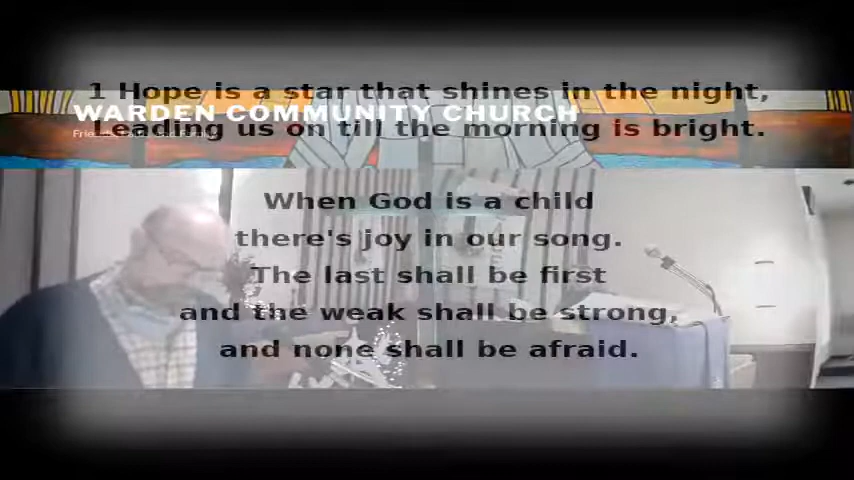 1 Hope is a star that shines in the night,
WARDEN COMMUNITY CHURCH
Leading us on till the morning is bright.
When God is a child
there's joy in our song.
The last shall be first
and the weak shall be strong,
and none shall be afraid.